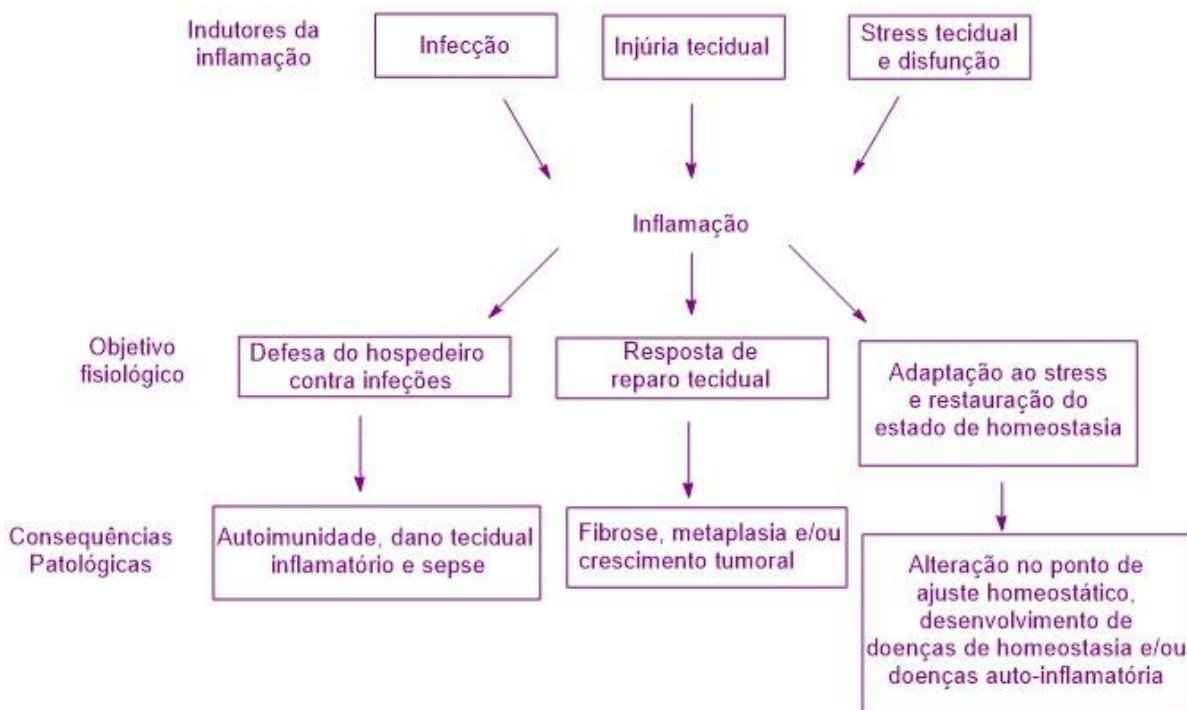 Indutores da
inflamação
Infecção
Injúria tecidual
Stress tecidual
e disfunção
Inflamação
Objetivo
fisiológico
Defesa do hospedeiro
contra infeções
Resposta de
reparo tecidual
Adaptação ao stress
e restauração do
estado de homeostasia
Consequências
Patológicas
Autoimunidade, dano tecidual
inflamatório e sepse
Fibrose, metaplasia e/ou
crescimento tumoral
Alteração no ponto de
ajuste homeostático,
desenvolvimento de
doenças de homeostasia e/ou
doenças auto-inflamatória